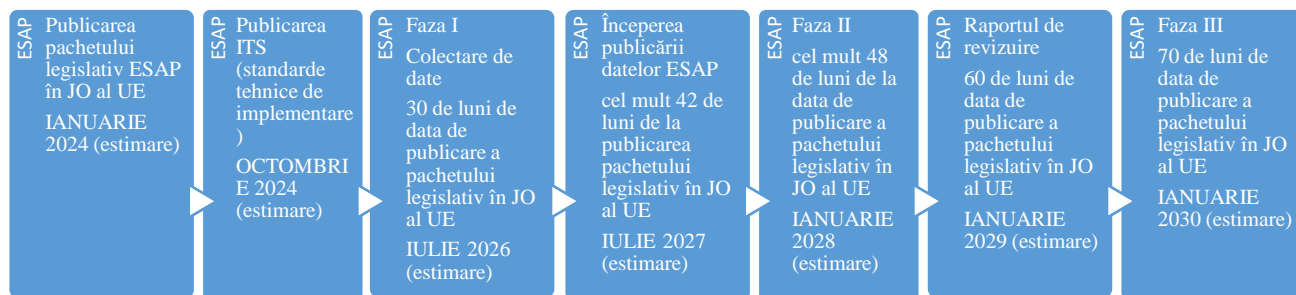 ESAP
Publicarea
pachetului
legislativ ESAP
în JO al UE
IANUARIE
2024 (estimare)
ESAP
Publicarea
ITS
(standarde
tehnice de
implementare
)
OCTOMBRI
E 2024
(estimare)
ESAP
Faza I
Colectare de
date
30 de luni de
data de
publicare a
pachetului
legislativ în JO
al UE
IULIE 2026
(estimare)
ESAP
Începerea
publicării
datelor ESAP
cel mult 42 de
luni de la
publicarea
pachetului
legislativ în JO
al UE
IULIE 2027
(estimare)
ESAP
Faza II
cel mult 48
de luni de la
data de
publicare a
pachetului
legislativ în
JO al UE
IANUARIE
2028
(estimare)
ESAP
Raportul de
revizuire
60 de luni de
data de
publicare a
pachetului
legislativ în JO
al UE
IANUARIE
2029 (estimare)
ESAP
Faza III
70 de luni de
data de
publicare a
pachetului
legislativ în JO
al UE
IANUARIE
2030 (estimare)